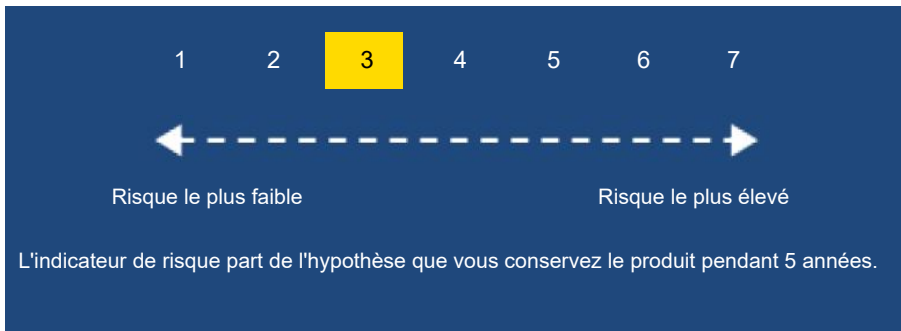 1 2 3 4 5 6 7
Risque le plus faible Risque le plus élevé
L'indicateur de risque part de l'hypothèse que vous conservez le produit pendant 5 années.